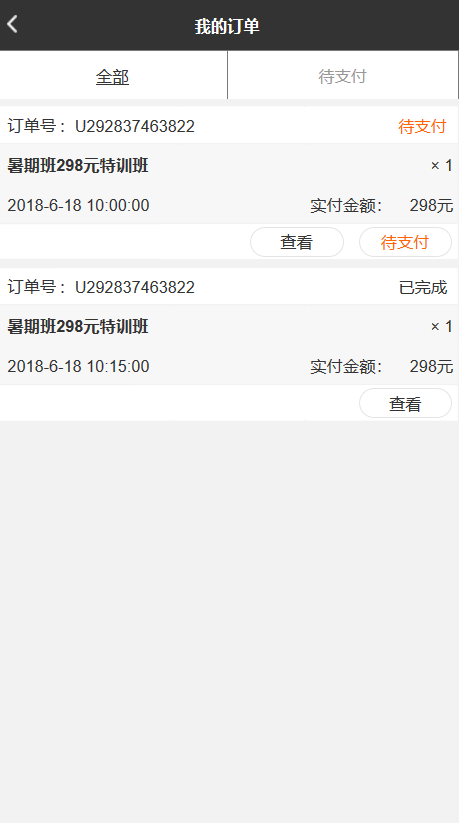 我的订单
全部 待支付
订单号：U292837463822 待支付
暑期班298元特训班 × 1
2018-6-18 10:00:00 实付金额： 298元
查看 待支付
订单号：U292837463822 已完成
暑期班298元特训班 × 1
2018-6-18 10:15:00 实付金额： 298元
查看